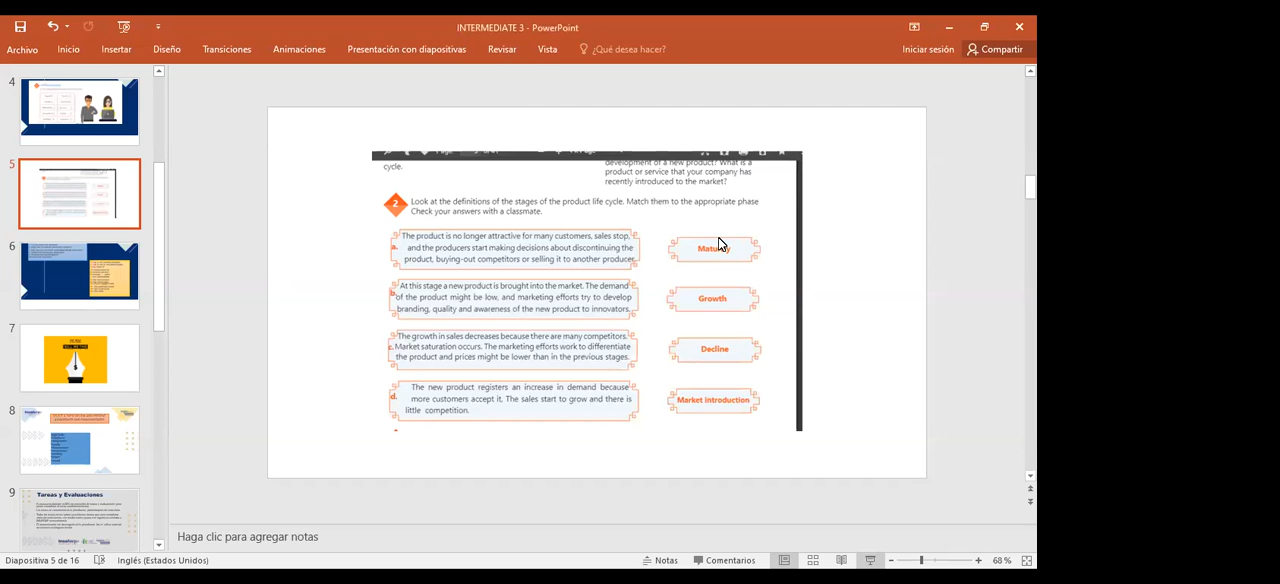 INTERMEDIATE 3 - PowerPoint
Archivo Inicio Insertar Diseño Transiciones Animaciones Presentación con diapositivas Revisar Vista ¿Qué desea hacer? Iniciar sesión Compartir
4
5
6
7
8
9
Tareas y Evaluaciones
cycle.
development of a new product? What is a
product or service that your company has
recently introduced to the market?
2 Look at the definitions of the stages of the product life cycle. Match them to the appropriate phase
Check your answers with a classmate.
a. The product is no longer attractive for many customers, sales stop,
and the producers start making decisions about discontinuing the
product, buying-out competitors or selling it to another producer.
Maturity
b. At this stage a new product is brought into the market. The demand
of the product might be low, and marketing efforts try to develop
branding, quality and awareness of the new product to innovators.
Growth
c. The growth in sales decreases because there are many competitors.
Market saturation occurs. The marketing efforts work to differentiate
the product and prices might be lower than in the previous stages.
Decline
d. The new product registers an increase in demand because
more customers accept it. The sales start to grow and there is
little competition.
Market Introduction
Haga clic para agregar notas
Diapositiva 5 de 16 Inglés (Estados Unidos) Notas Comentarios 68 %